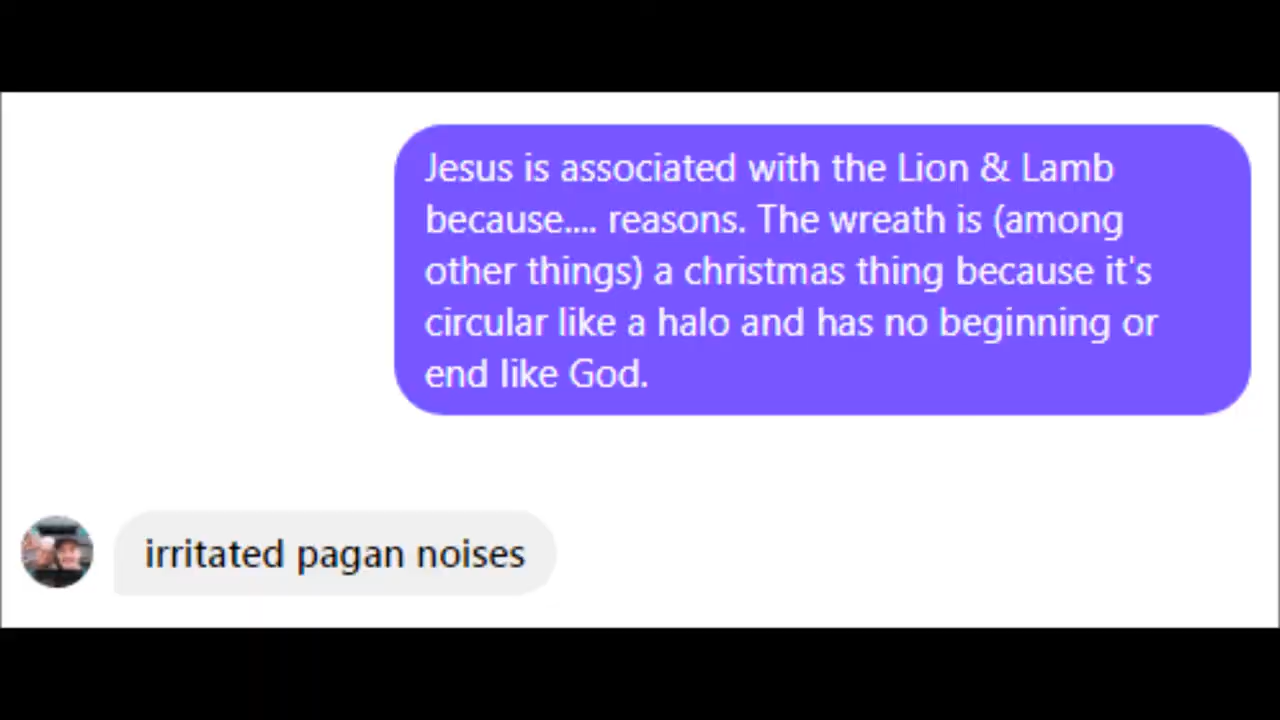 Jesus is associated with the Lion & Lamb
because.... reasons. The wreath is (among
other things) a christmas thing because it's
circular like a halo and has no beginning or
end like God.
irritated pagan noises